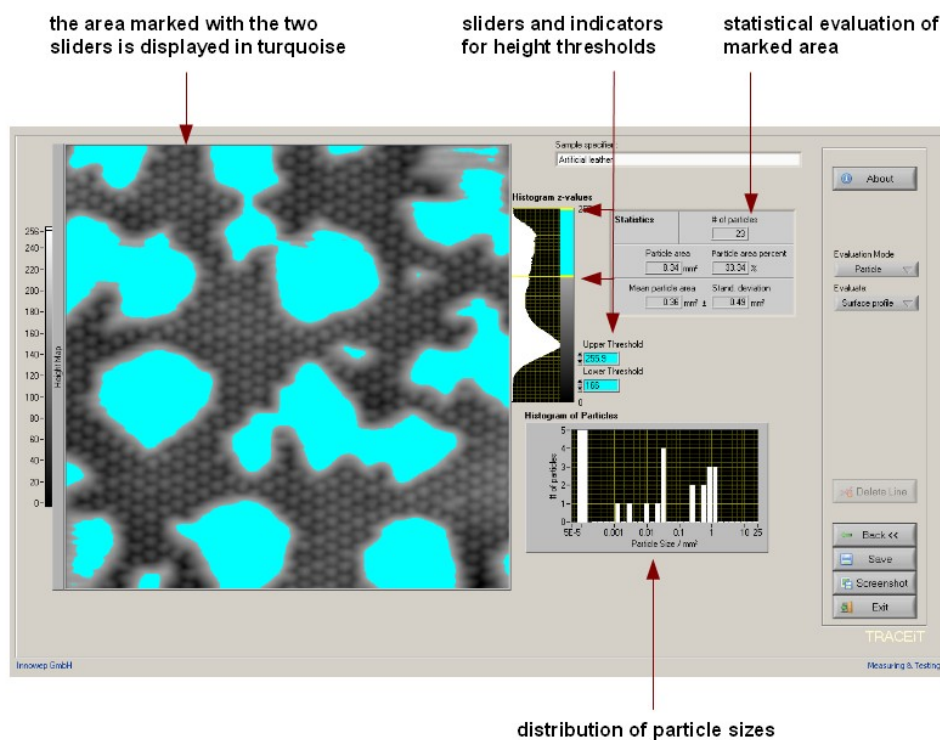 the area marked with the two
sliders is displayed in turquoise
sliders and indicators
for height thresholds
statistical evaluation of
marked area
Sample specifier:
Artificial leather
Histogram z-values
Statistics
# of particles
23
Particle area
8.34 mm²
Particle area percent
33.34 %
Mean particle area
0.36 mm² ±
Stand. deviation
0.49 mm²
Upper Threshold
255.9
Lower Threshold
166
0
Height Map
256
240
220
200
180
160
140
120
100
80
60
40
20
0
Histogram of Particles
# of particles
5
4
3
2
1
0
5E-5 0.001 0.01 0.1 1 10 25
Particle Size / mm²
About
Evaluation Mode
Particle
Evaluate
Surface profile
Delete Line
Back <<
Save
Screenshot
Exit
TRACEiT
Innowep GmbH
Measuring & Testing
distribution of particle sizes